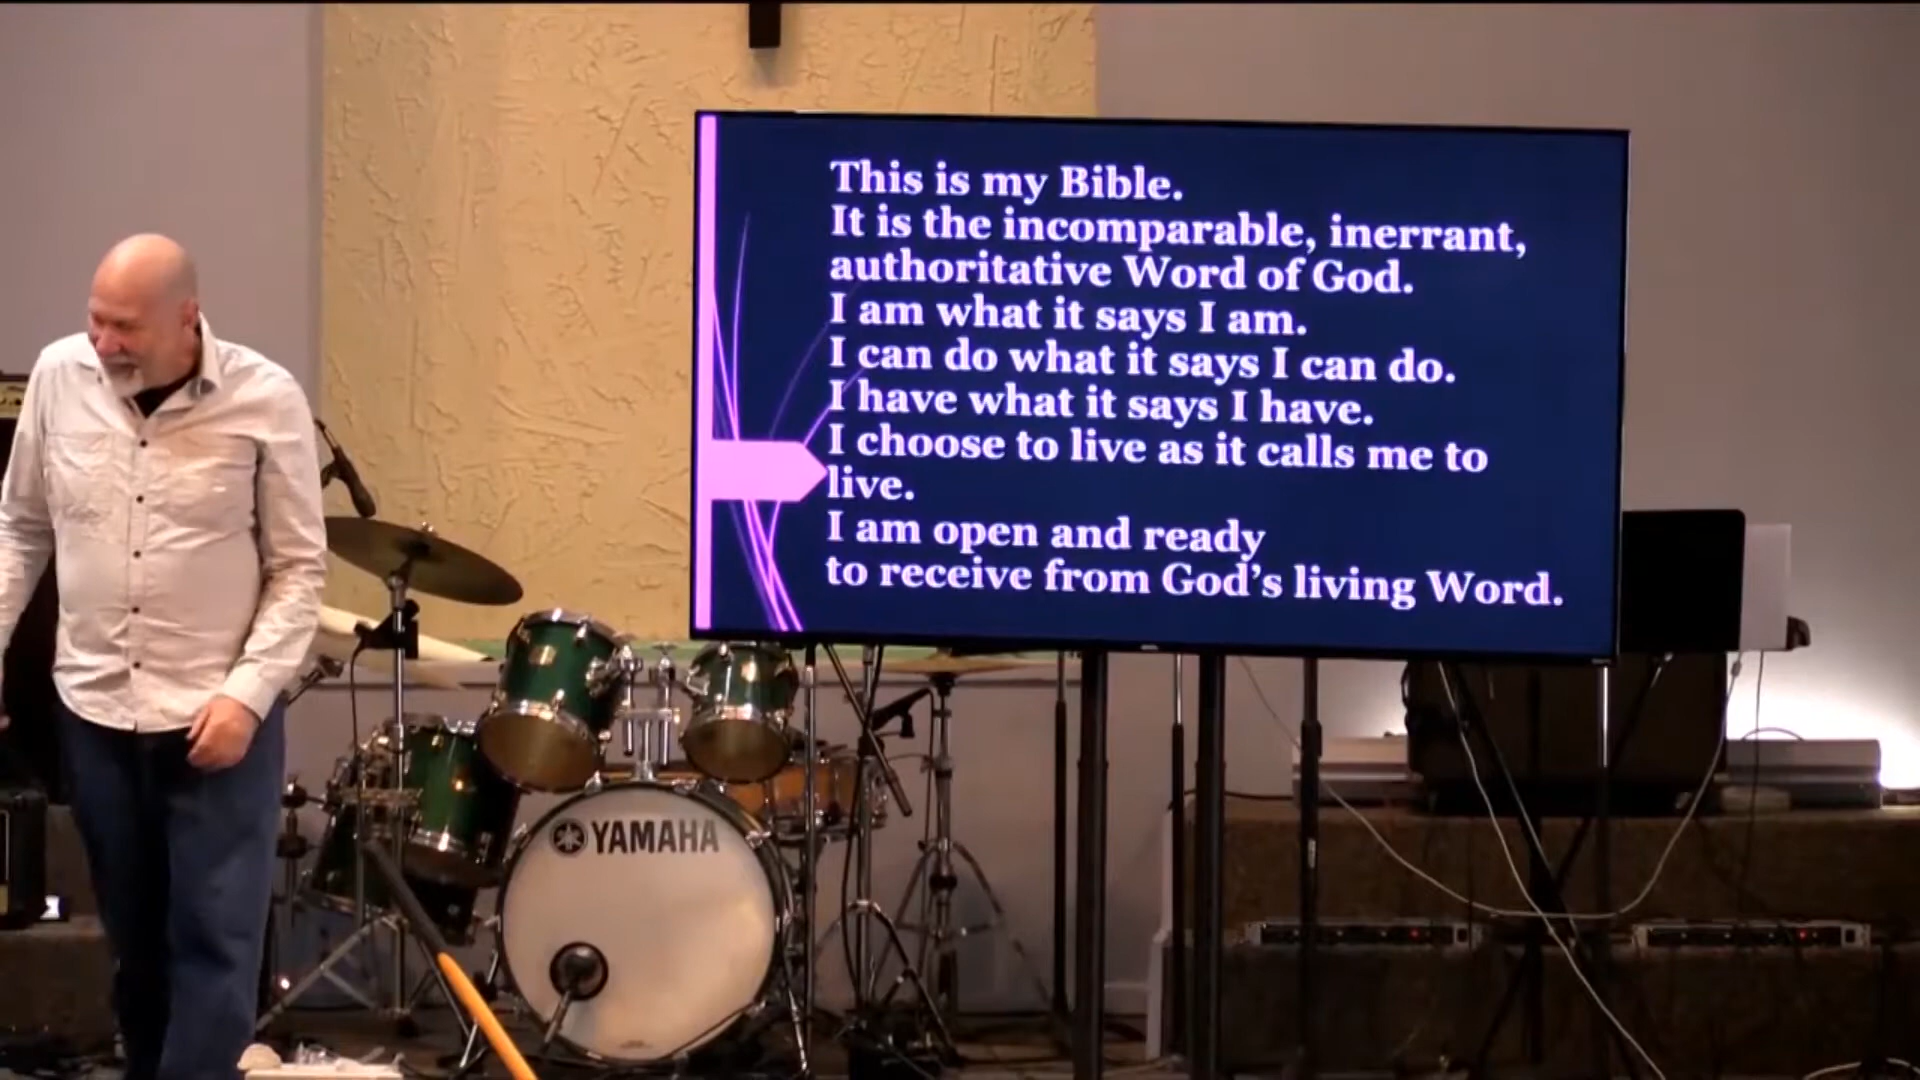 This is my Bible.
It is the incomparable, inerrant,
authoritative Word of God.
I am what it says I am.
I can do what it says I can do.
I have what it says I have.
I choose to live as it calls me to
live.
I am open and ready
to receive from God's living Word.
YAMAHA